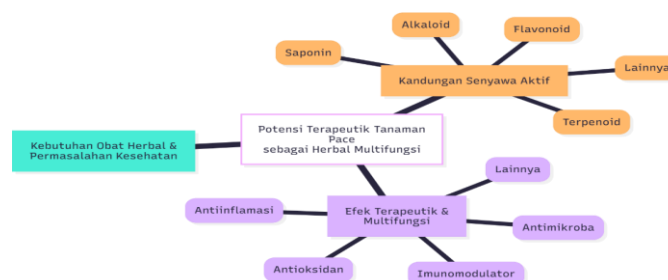 Alkaloid
Flavonoid
Saponin
Lainnya
Kandungan Senyawa Aktif
Terpenoid
Potensi Terapeutik Tanaman
Pace
sebagai Herbal Multifungsi
Kebutuhan Obat Herbal &
Permasalahan Kesehatan
Lainnya
Antiinflamasi
Efek Terapeutik &
Multifungsi
Antimikroba
Antioksidan
Imunomodulator